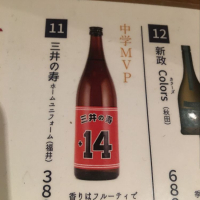 11
三井の寿
ホームユニフォーム(福井)
38
中学MVP
三井の寿
14
香りはフルーティで
12
新政
Colors
(秋田)
680